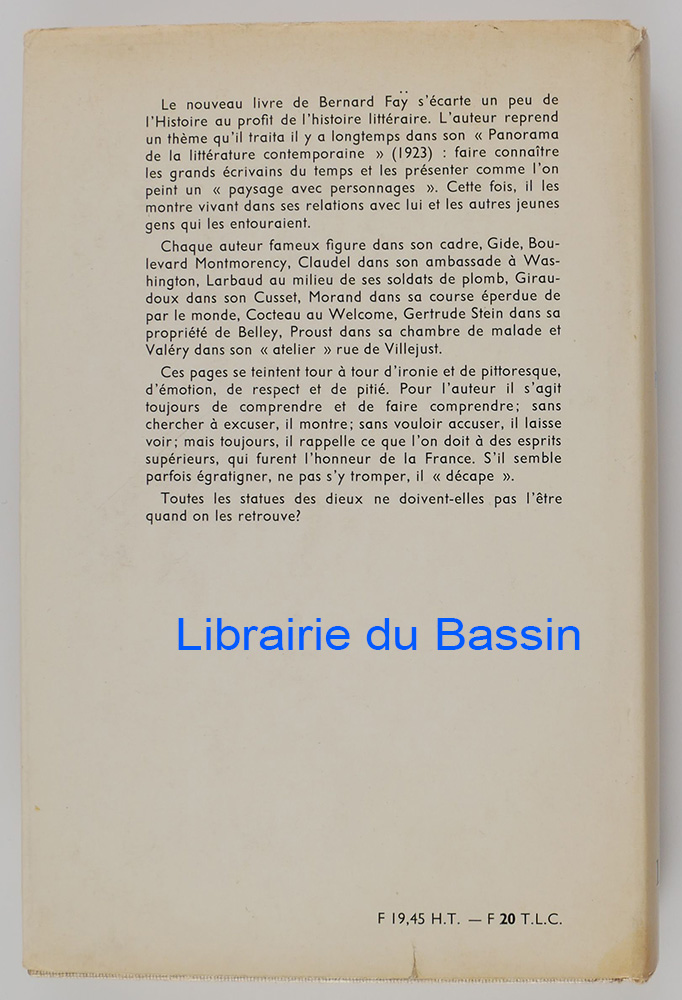 Le nouveau livre de Bernard Faÿ s'écarte un peu de
l'Histoire au profit de l'histoire littéraire. L'auteur reprend
un thème qu'il traita il y a longtemps dans son « Panorama
de la littérature contemporaine » (1923) : faire connaître
les grands écrivains du temps et les présenter comme l'on
peint un « paysage avec personnages ». Cette fois, il les
montre vivant dans ses relations avec lui et les autres jeunes
gens qui les entouraient.
Chaque auteur fameux figure dans son cadre, Gide, Bou-
levard Montmorency, Claudel dans son ambassade à Was-
hington, Larbaud au milieu de ses soldats de plomb, Girau-
doux dans son Cusset, Morand dans sa course éperdue de
par le monde, Cocteau au Welcome, Gertrude Stein dans sa
propriété de Belley, Proust dans sa chambre de malade et
Valéry dans son « atelier » rue de Villejust.
Ces pages se teintent tour à tour d'ironie et de pittoresque,
d'émotion, de respect et de pitié. Pour l'auteur il s'agit
toujours de comprendre et de faire comprendre; sans
chercher à excuser, il montre; sans vouloir accuser, il laisse
voir; mais toujours, il rappelle ce que l'on doit à des esprits
supérieurs, qui furent l'honneur de la France. S'il semble
parfois égratigner, ne pas s'y tromper, il « décape ».
Toutes les statues des dieux ne doivent-elles pas l'être
quand on les retrouve?
Librairie du Bassin
F 19,45 H.T. — F 20 T.L.C.